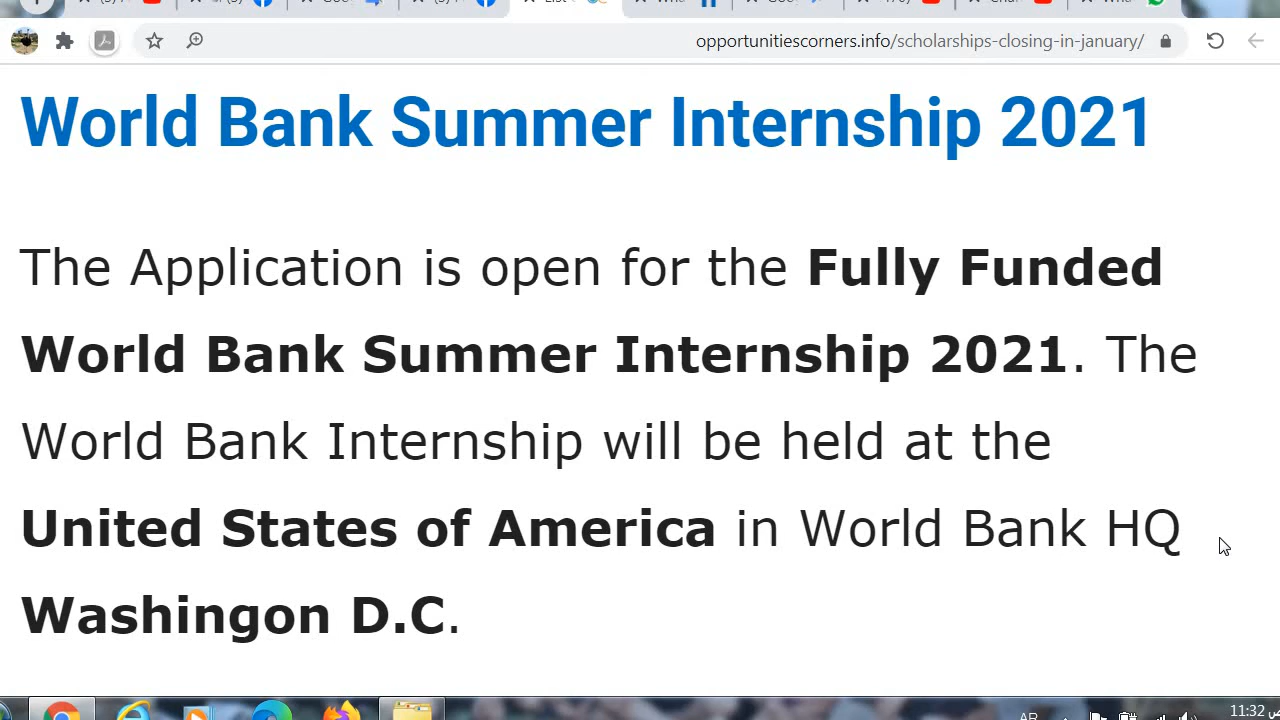 opportunitiescorners.info/scholarships-closing-in-january/
World Bank Summer Internship 2021
The Application is open for the Fully Funded
World Bank Summer Internship 2021. The
World Bank Internship will be held at the
United States of America in World Bank HQ
Washingon D.C.
11:32 ص